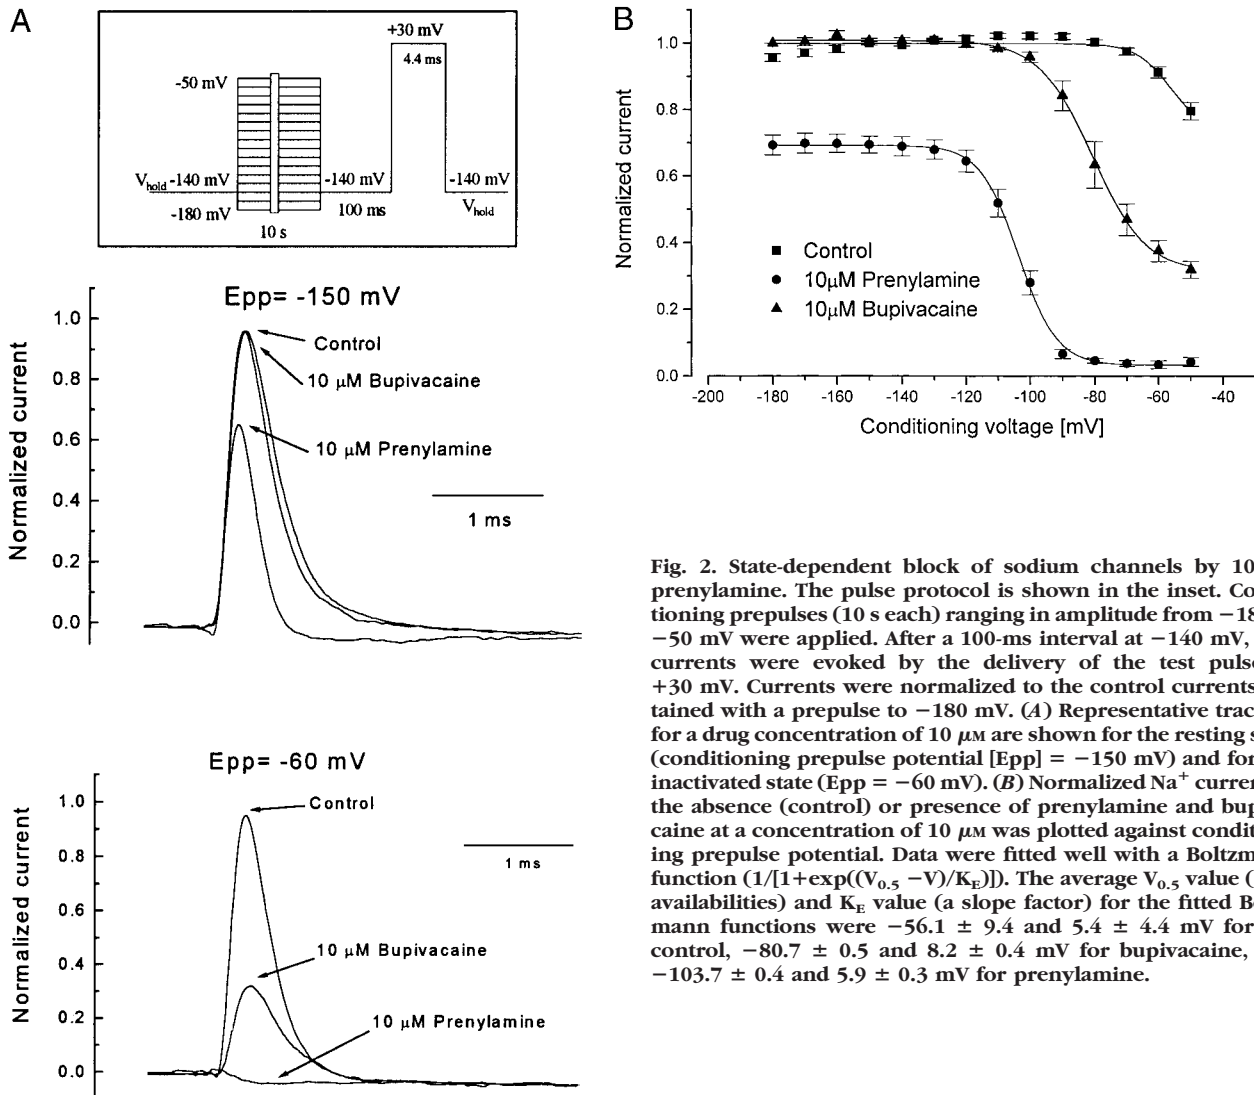 A
+30 mV
4.4 ms
-50 mV
Vhold -140 mV
-140 mV
-140 mV
-180 mV
100 ms
Vhold
10 s
Epp= -150 mV
Normalized current
1.0
0.8
0.6
0.4
0.2
0.0
Control
10 μM Bupivacaine
10 μM Prenylamine
1 ms
Epp= -60 mV
Normalized current
1.0
0.8
0.6
0.4
0.2
0.0
Control
1 ms
10 μM Bupivacaine
10 μM Prenylamine
B
Normalized current
1.0
0.8
0.6
0.4
0.2
0.0
Control
10μM Prenylamine
10μM Bupivacaine
-200 -180 -160 -140 -120 -100 -80 -60 -40
Conditioning voltage [mV]
Fig. 2. State-dependent block of sodium channels by 10
prenylamine. The pulse protocol is shown in the inset. Co
tioning prepulses (10 s each) ranging in amplitude from −18
−50 mV were applied. After a 100-ms interval at −140 mV,
currents were evoked by the delivery of the test pulse
+30 mV. Currents were normalized to the control currents
tained with a prepulse to −180 mV. (A) Representative trac
for a drug concentration of 10 μM are shown for the resting s
(conditioning prepulse potential [Epp] = −150 mV) and for
inactivated state (Epp = −60 mV). (B) Normalized Na+ curren
the absence (control) or presence of prenylamine and bup
caine at a concentration of 10 μM was plotted against condit
ing prepulse potential. Data were fitted well with a Boltzm
function (1/[1+exp((V0.5 −V)/KE)]). The average V0.5 value (
availabilities) and KE value (a slope factor) for the fitted B
mann functions were −56.1 ± 9.4 and 5.4 ± 4.4 mV for
control, −80.7 ± 0.5 and 8.2 ± 0.4 mV for bupivacaine,
−103.7 ± 0.4 and 5.9 ± 0.3 mV for prenylamine.